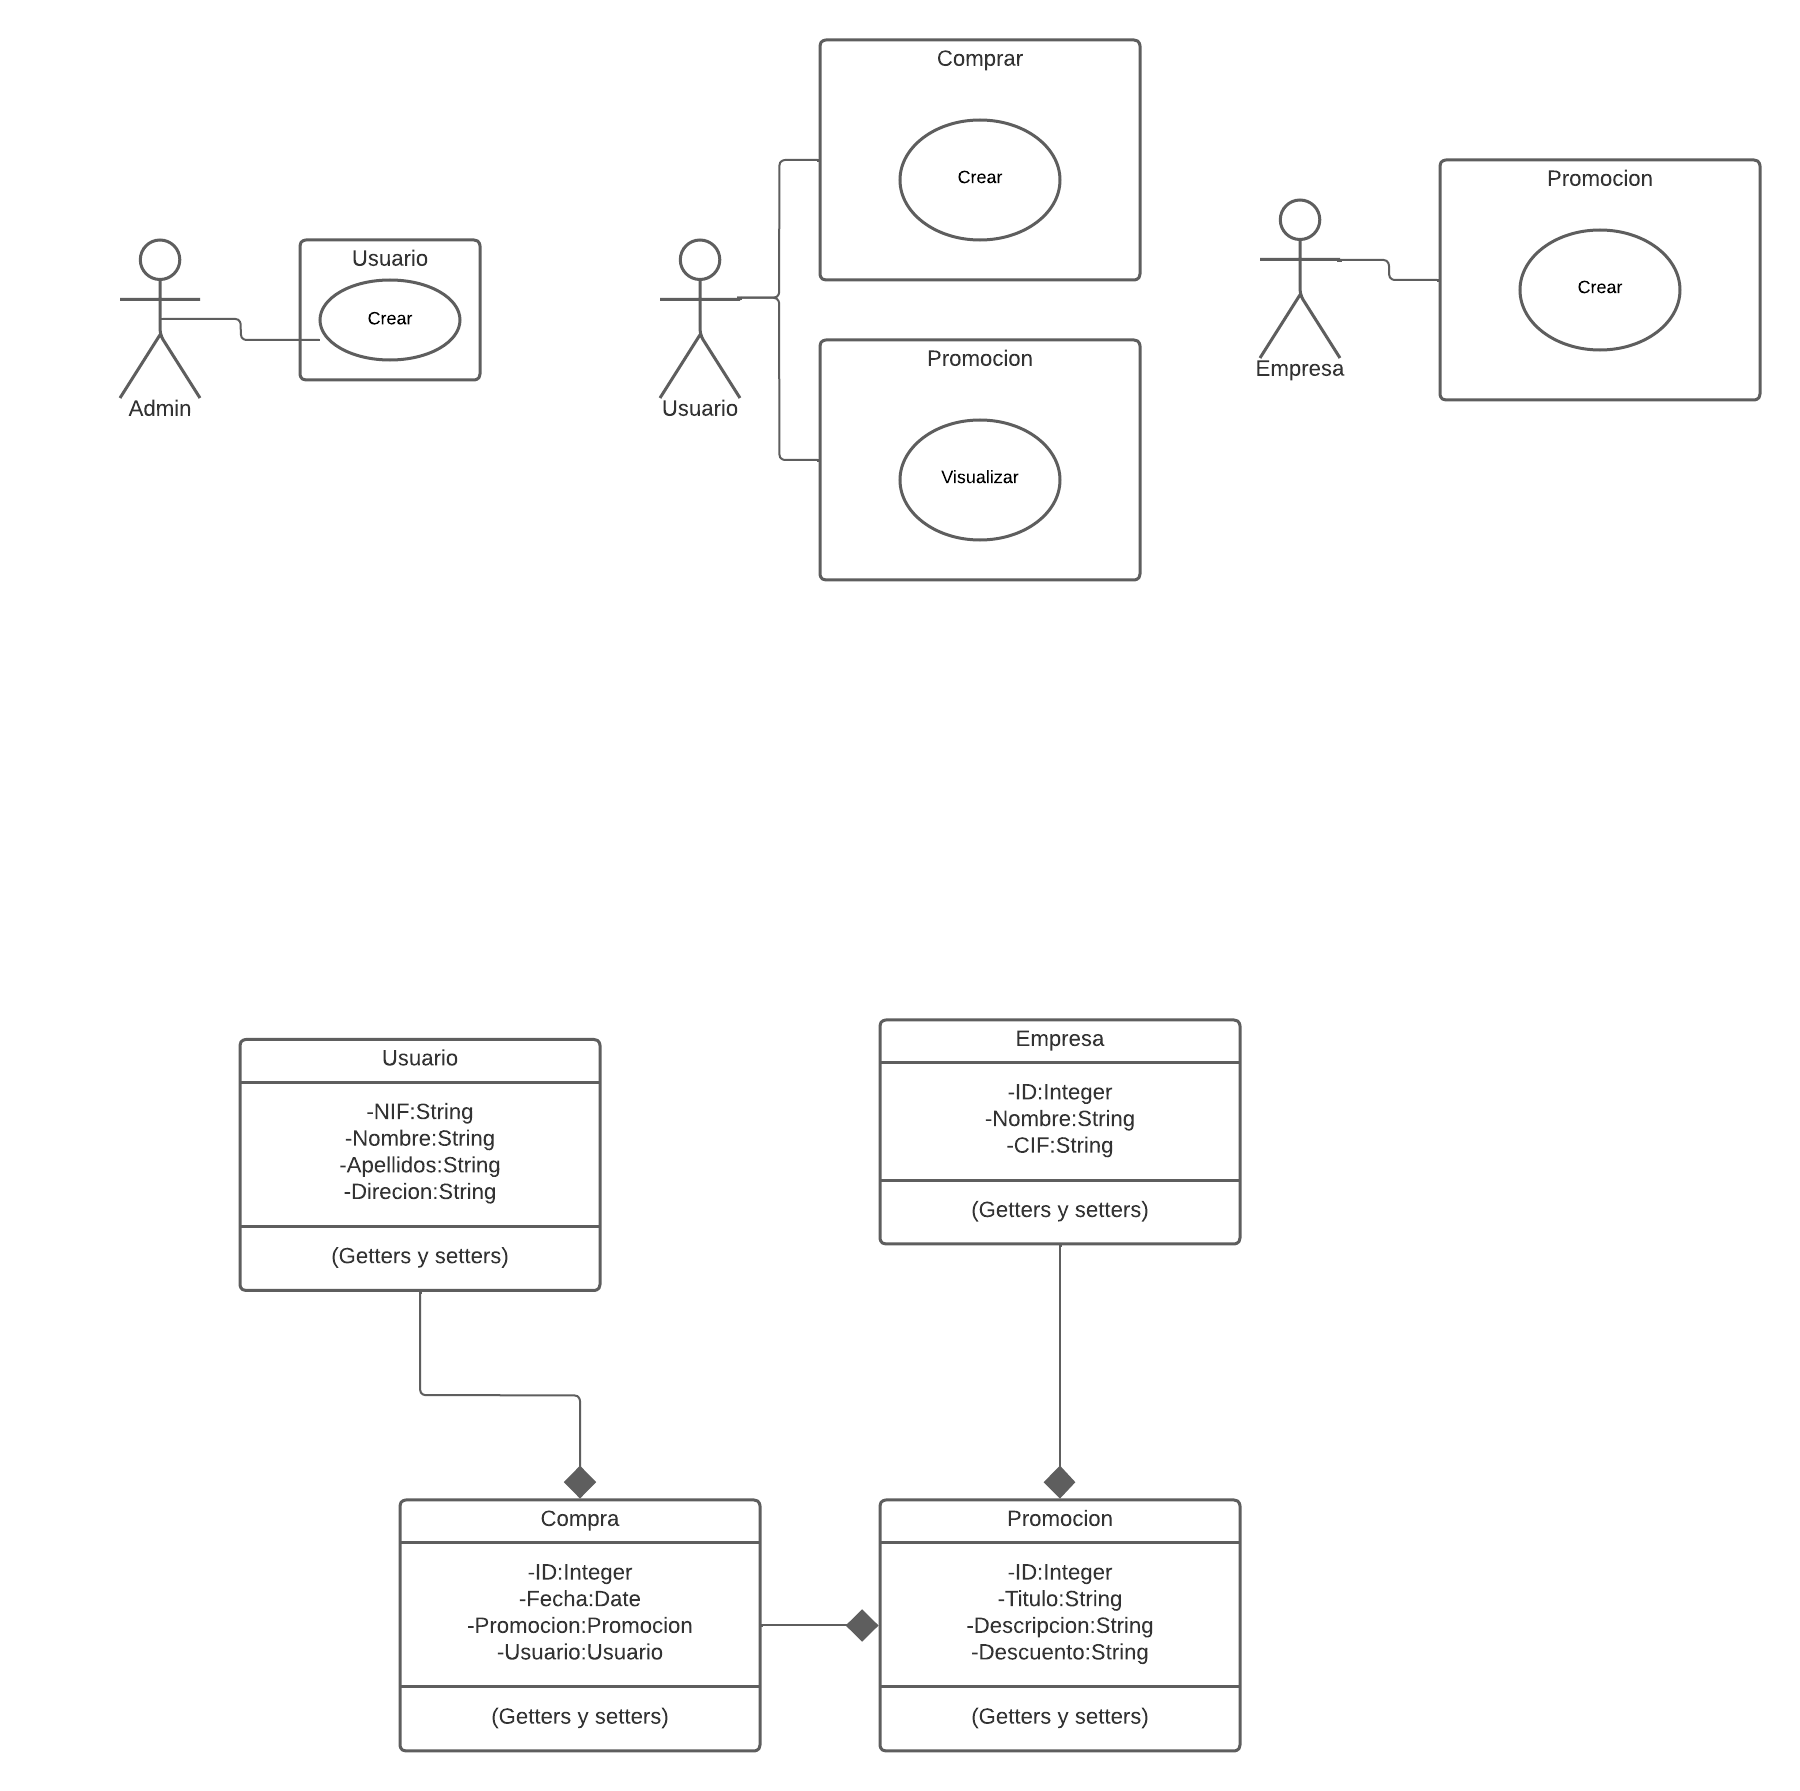 Comprar
Crear
Promocion
Crear
Empresa
Usuario
Crear
Admin
Usuario
Promocion
Visualizar
Usuario
-NIF:String
-Nombre:String
-Apellidos:String
-Direcion:String
(Getters y setters)
Empresa
-ID:Integer
-Nombre:String
-CIF:String
(Getters y setters)
Compra
-ID:Integer
-Fecha:Date
-Promocion:Promocion
-Usuario:Usuario
(Getters y setters)
Promocion
-ID:Integer
-Titulo:String
-Descripcion:String
-Descuento:String
(Getters y setters)